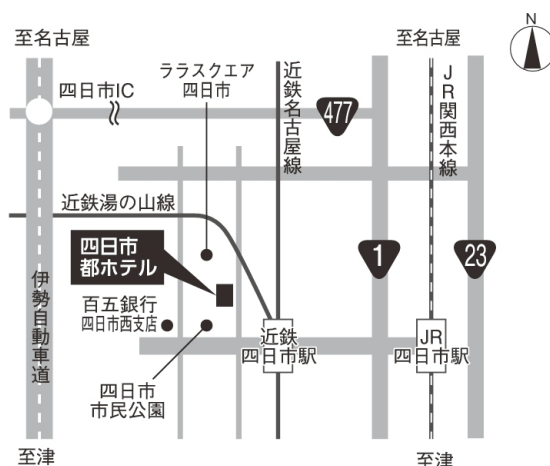 至名古屋
至名古屋
N
ララスクエア
四日市
四日市IC
近鉄名古屋線
477
JR関西本線
近鉄湯の山線
四日市
都ホテル
1
23
伊勢自動車道
百五銀行
四日市西支店
近鉄
四日市駅
JR
四日市駅
四日市
市民公園
至津
至津